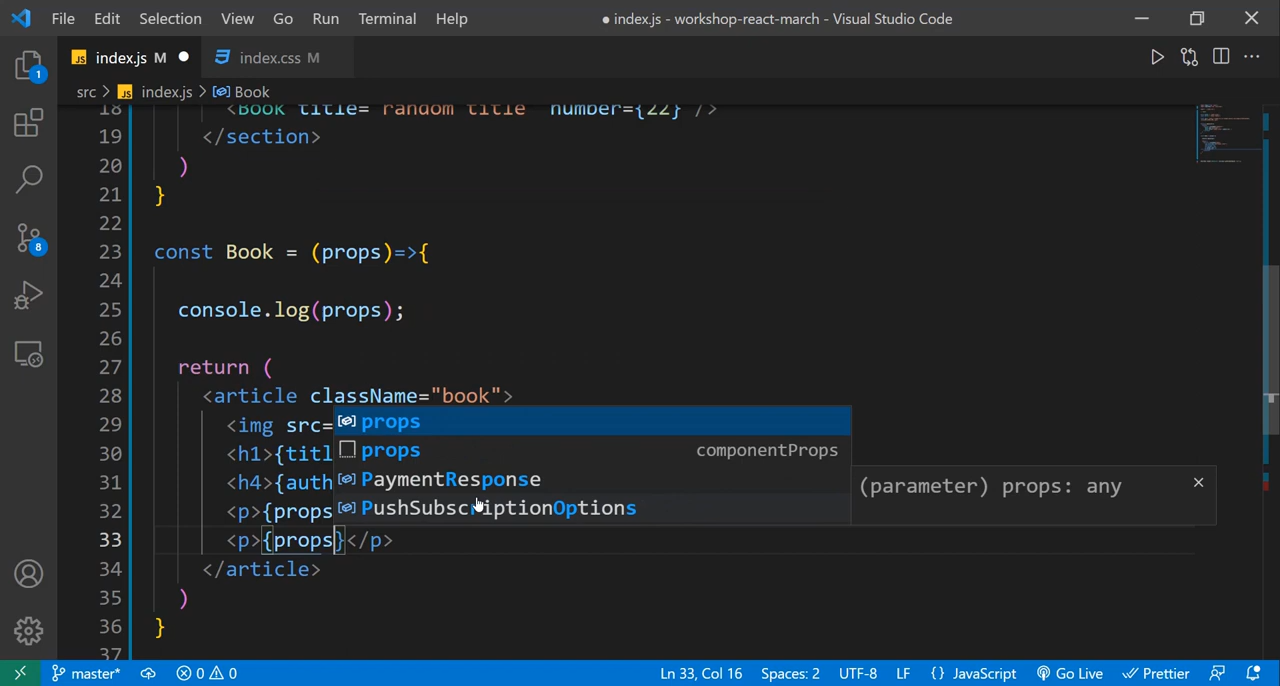 File Edit Selection View Go Run Terminal Help ● index.js - workshop-react-march - Visual Studio Code
JS index.js M ● index.css M
src > JS index.js > Book
18 <Book title= random title number={22} />
19 </section>
20 )
21 }
22
23 const Book = (props)=>{
24
25 console.log(props);
26
27 return (
28 <article className="book">
29 <img src=
30 <h1>{titl
31 <h4>{auth
32 <p>{props
33 <p>{props}</p>
34 </article>
35 )
36 }
37
props
props componentProps
PaymentResponse
PushSubscriptionOptions
(parameter) props: any
1
8
master* 0 0 Ln 33, Col 16 Spaces: 2 UTF-8 LF {} JavaScript Go Live Prettier